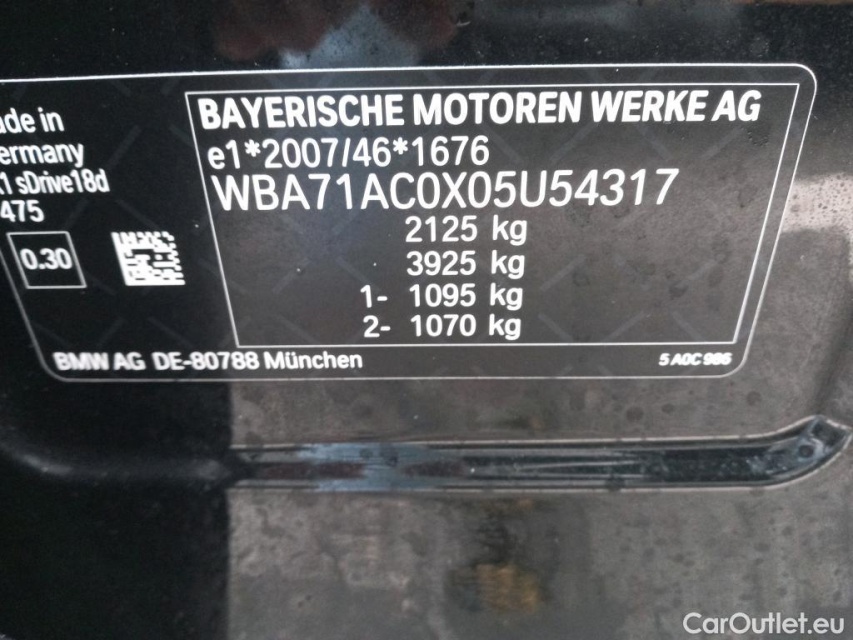 ade in
ermany
1 sDrive18d
475
0.30
BAYERISCHE MOTOREN WERKE AG
e1*2007/46*1676
WBA71AC0X05U54317
2125 kg
3925 kg
1- 1095 kg
2- 1070 kg
BMW AG DE-80788 München
5 A0C 986
CarOutlet.eu